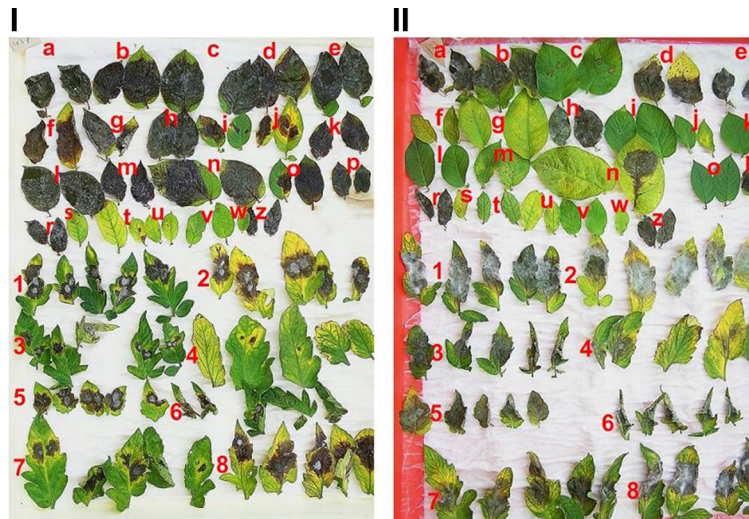 I
a b c d e
f g h i j k
l m n o p
r s t u v w z
1 2
3 4
5 6
7 8
II
a b c d e
f g h i j k
l m n o
r s t u v w z
1 2
3 4
5 6
7 8